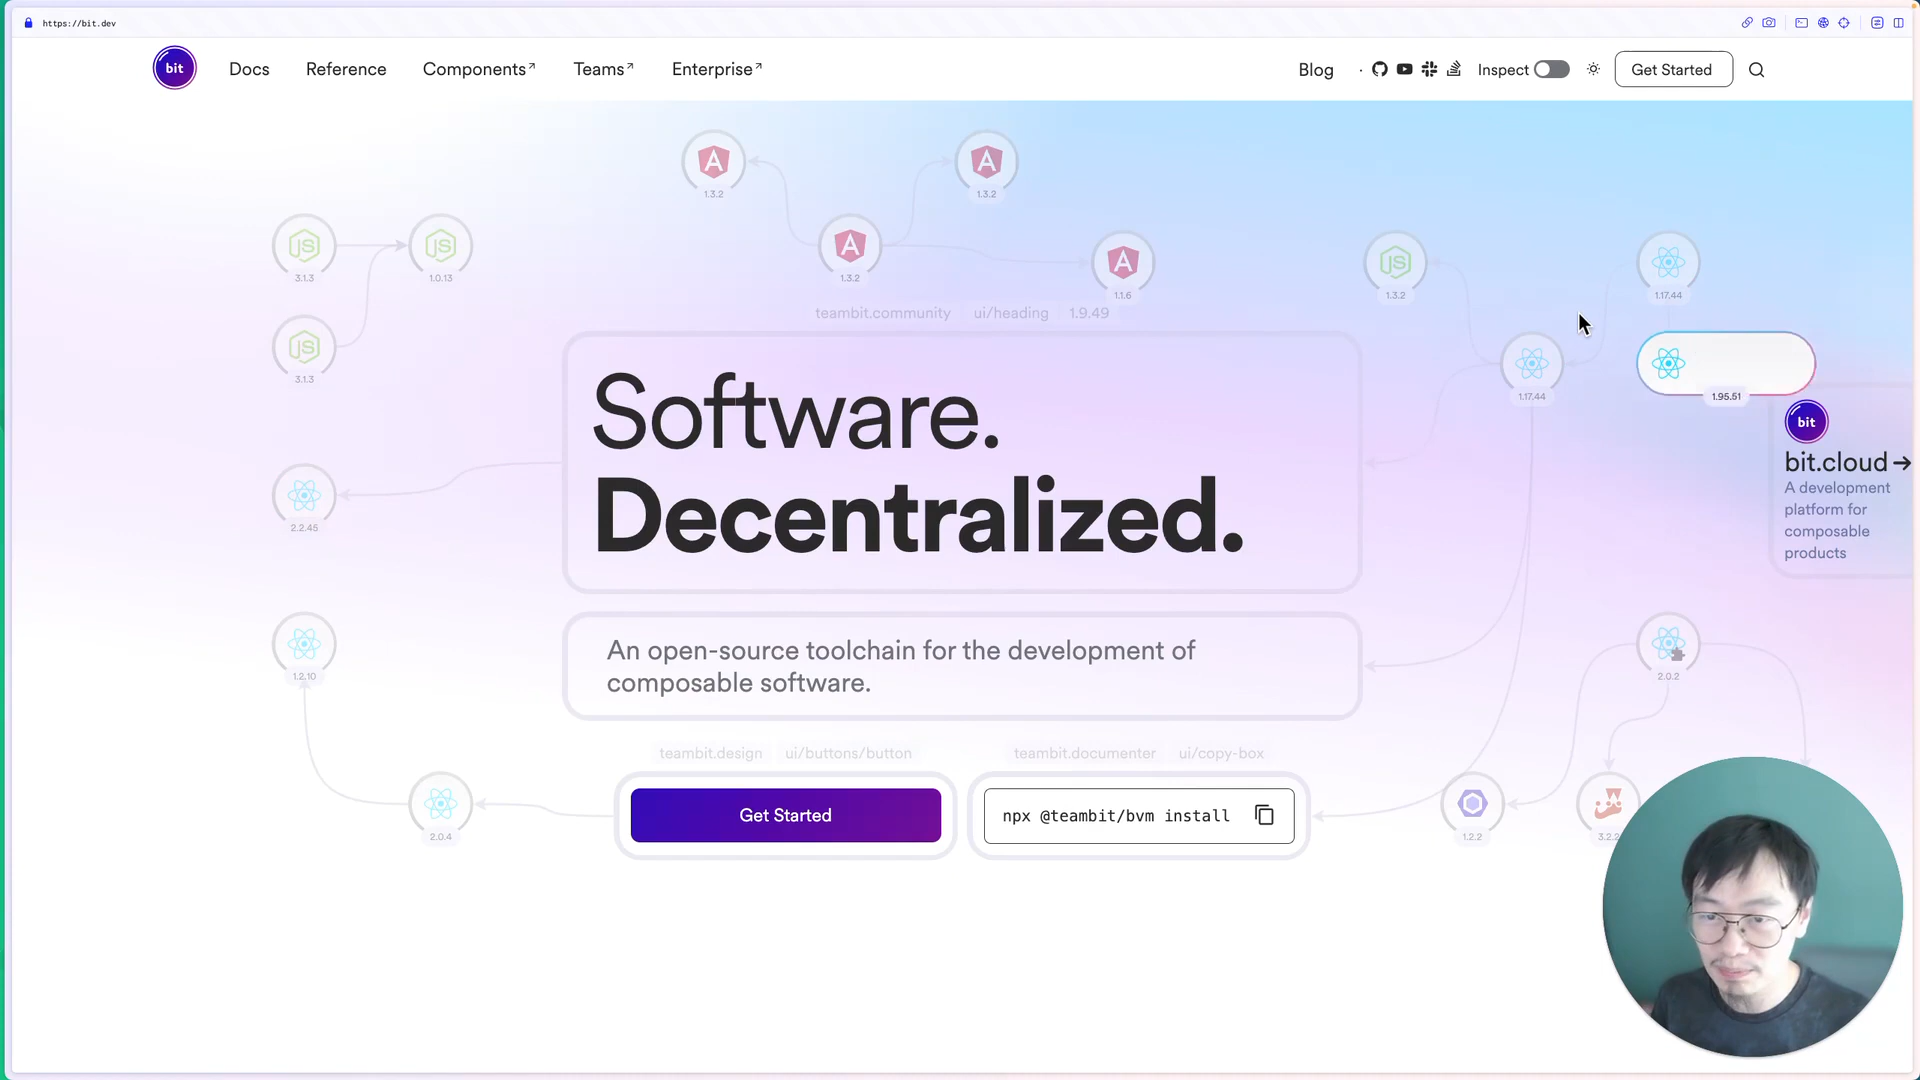 https://bit.dev
bit
Docs
Reference
Components↗
Teams↗
Enterprise↗
Blog
Inspect
Get Started
1.3.2
1.3.2
3.1.3
1.0.13
1.3.2
1.1.6
1.3.2
1.17.44
teambit.community ui/heading 1.9.49
3.1.3
1.17.44
1.95.51
Software.
Decentralized.
bit
bit.cloud→
A development
platform for
composable
products
2.2.45
An open-source toolchain for the development of
composable software.
1.2.10
2.0.2
teambit.design ui/buttons/button
teambit.documenter ui/copy-box
Get Started
npx @teambit/bvm install
2.0.4
1.2.2
3.2.2